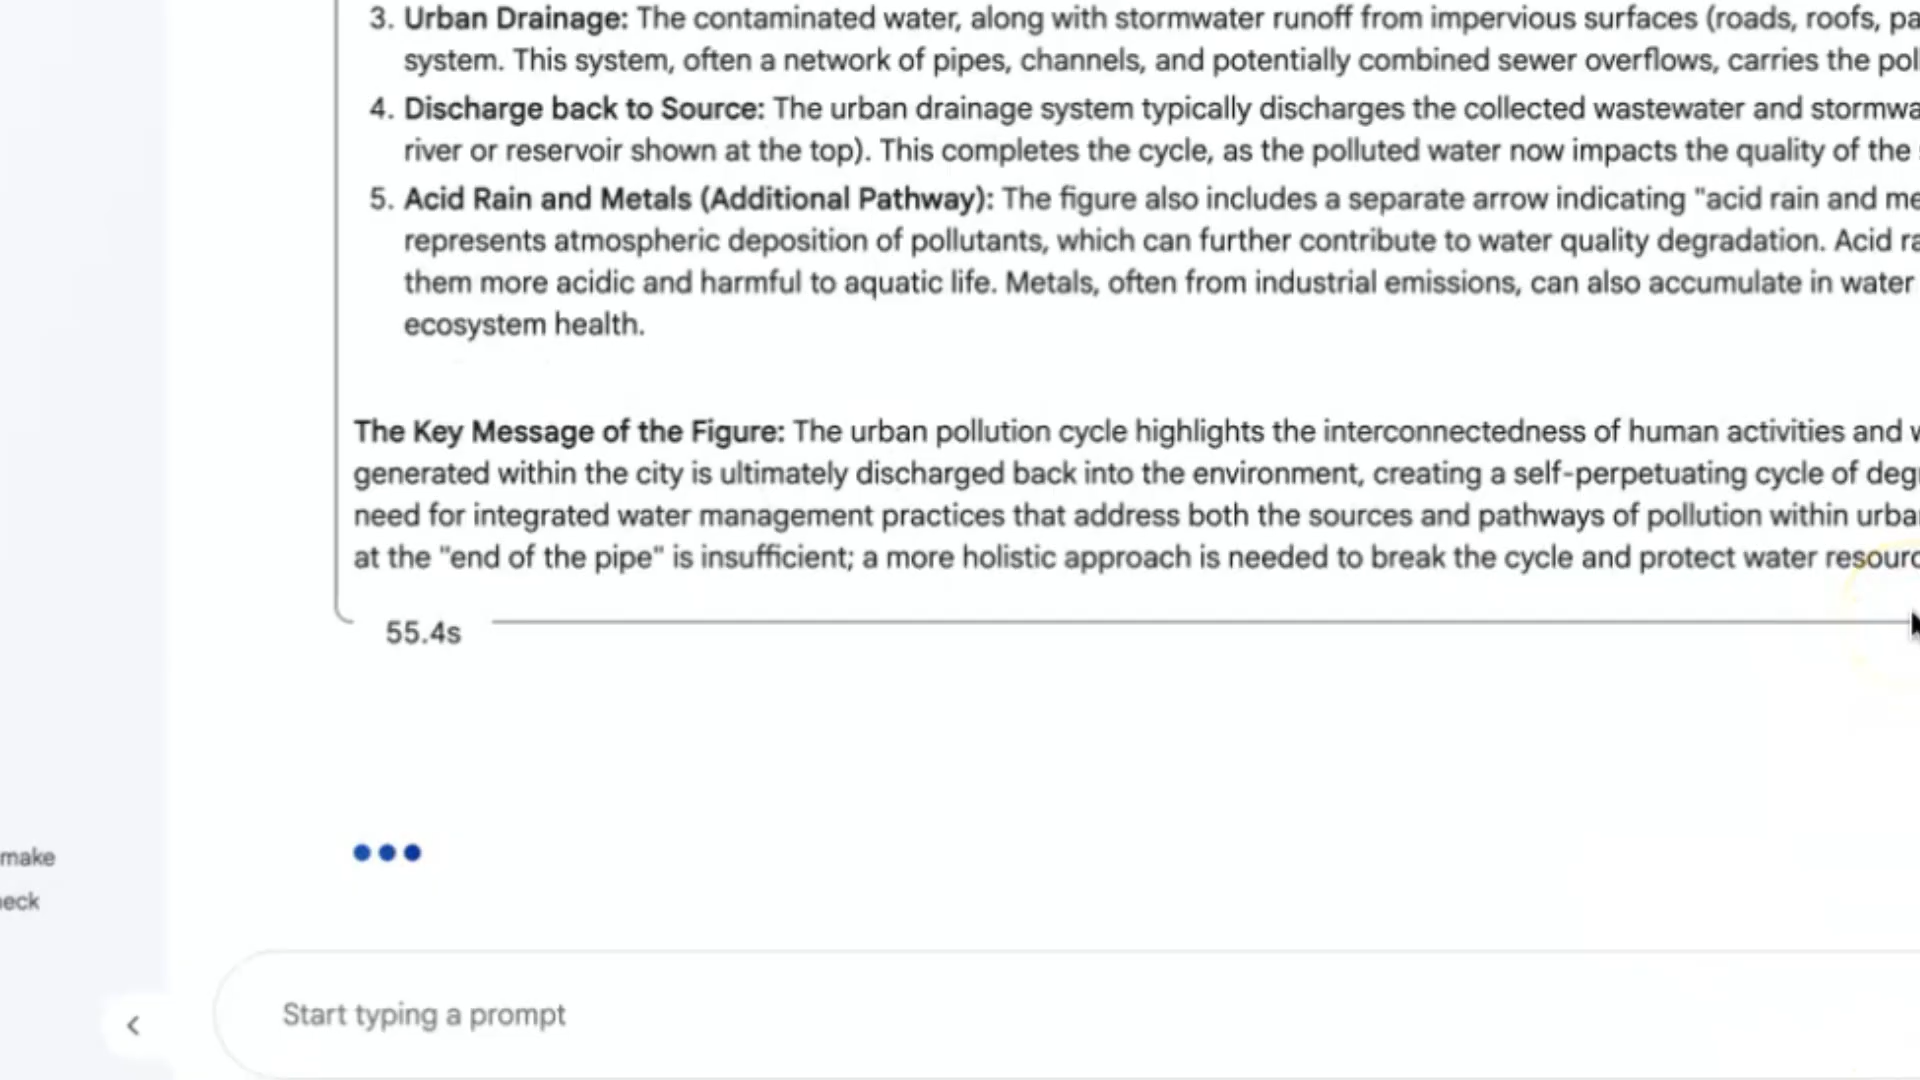 3. Urban Drainage: The contaminated water, along with stormwater runoff from impervious surfaces (roads, roofs, pa
system. This system, often a network of pipes, channels, and potentially combined sewer overflows, carries the pol
4. Discharge back to Source: The urban drainage system typically discharges the collected wastewater and stormwa
river or reservoir shown at the top). This completes the cycle, as the polluted water now impacts the quality of the
5. Acid Rain and Metals (Additional Pathway): The figure also includes a separate arrow indicating "acid rain and me
represents atmospheric deposition of pollutants, which can further contribute to water quality degradation. Acid ra
them more acidic and harmful to aquatic life. Metals, often from industrial emissions, can also accumulate in water
ecosystem health.
The Key Message of the Figure: The urban pollution cycle highlights the interconnectedness of human activities and w
generated within the city is ultimately discharged back into the environment, creating a self-perpetuating cycle of deg
need for integrated water management practices that address both the sources and pathways of pollution within urba
at the "end of the pipe" is insufficient; a more holistic approach is needed to break the cycle and protect water resourc
55.4s
make
eck
Start typing a prompt